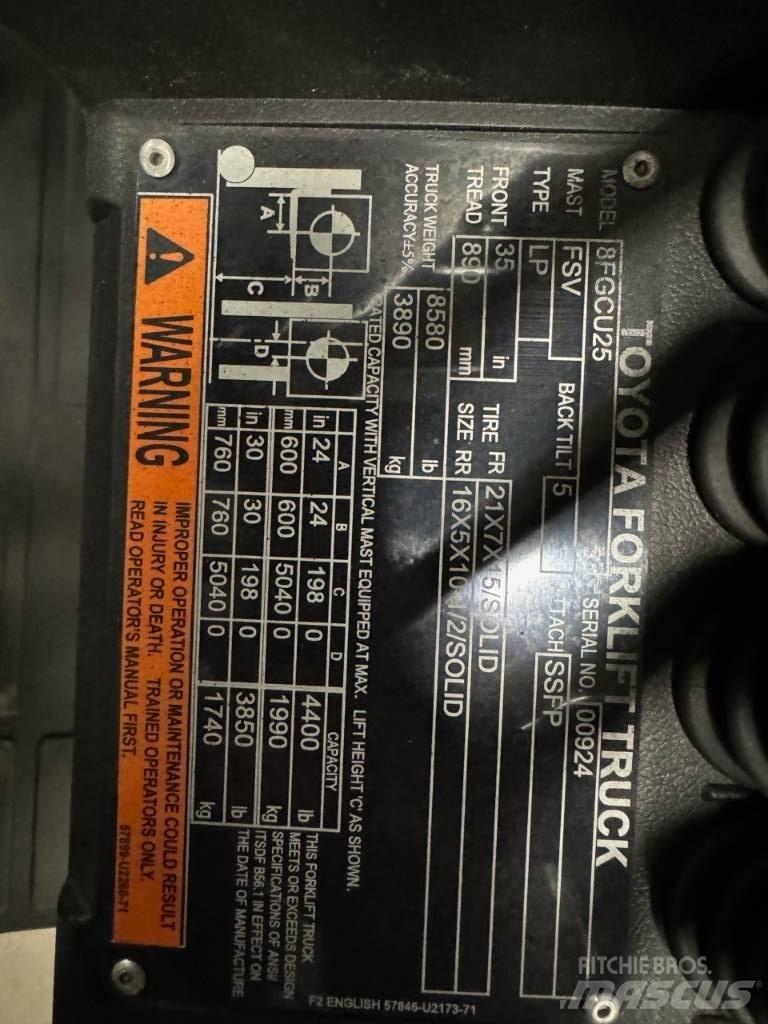 TOYOTA FORKLIFT TRUCK
MODEL 8FGCU25 SERIAL NO. 00924
MAST FSV BACK TILT 5 ATTACH SSFP
TYPE LP
FRONT TREAD 35 in 890 mm
TIRE SIZE FR 21X7X15/SOLID
RR 16X5X10-1/2/SOLID
TRUCK WEIGHT ACCURACY±5% 8580 lb
3890 kg
RATED CAPACITY WITH VERTICAL MAST EQUIPPED AT MAX. LIFT HEIGHT 'C' AS SHOWN.
A B C D CAPACITY
in 24 24 198 0 4400 lb
mm 600 600 5040 0 1990 kg
in 30 30 198 0 3850 lb
mm 760 760 5040 0 1740 kg
A B C D
THIS FORKLIFT TRUCK
MEETS OR EXCEEDS DESIGN
SPECIFICATIONS OF ANSI/
ITSDF B56.1 IN EFFECT ON
THE DATE OF MANUFACTURE
WARNING
IMPROPER OPERATION OR MAINTENANCE COULD RESULT
IN INJURY OR DEATH. TRAINED OPERATORS ONLY.
READ OPERATOR'S MANUAL FIRST.
57899-U2260-71
F2 ENGLISH 57846-U2173-71
RITCHIE BROS.
MASCUS